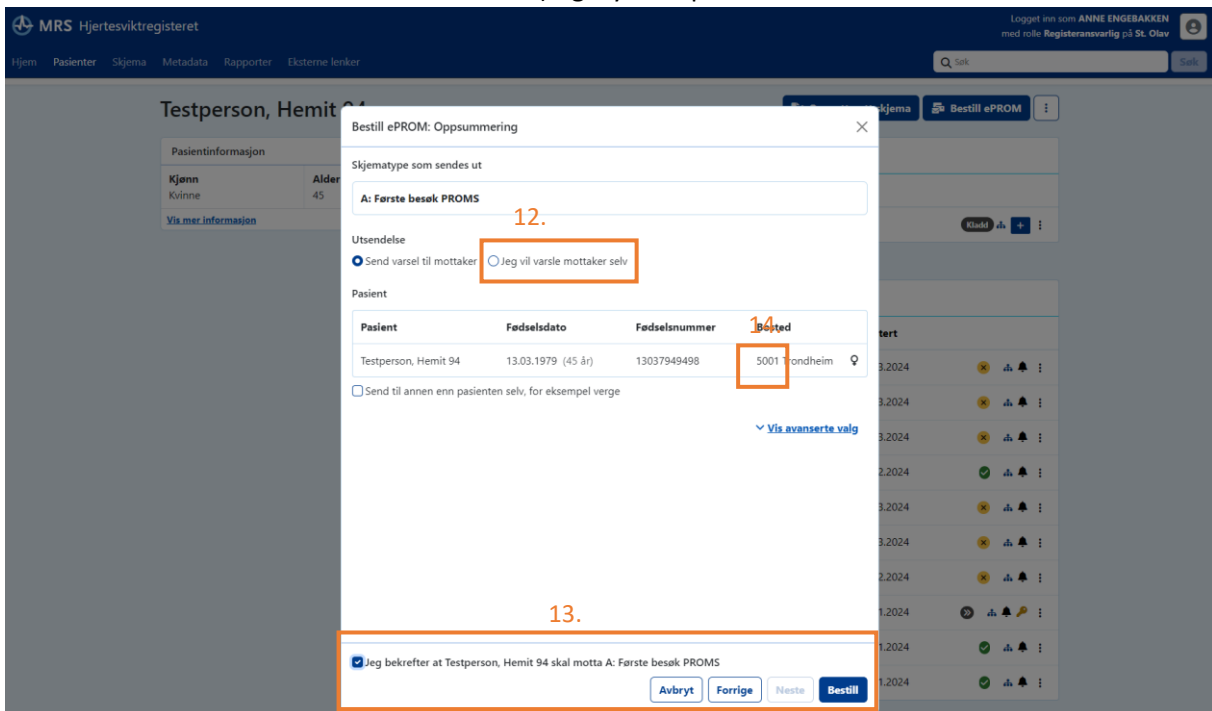 MRS Hjertesviktregisteret
Logget inn som ANNE ENGEBAKKEN
med rolle Registeransvarlig på St. Olav
Hjem Pasienter Skjema Metadata Rapporter Eksterne lenker
Søk Søk
Testperson, Hemit
skjema Bestill ePROM
Pasientinformasjon
Kjønn Alder
Kvinne 45
Vis mer informasjon
Kladd
Bestill ePROM: Oppsummering
Skjematype som sendes ut
A: Første besøk PROMS
12.
Utsendelse
Send varsel til mottaker Jeg vil varsle mottaker selv
Pasient
14.
Pasient Fødselsdato Fødselsnummer Bosted
Testperson, Hemit 94 13.03.1979 (45 år) 13037949498 5001 Trondheim
Send til annen enn pasienten selv, for eksempel verge
Vis avanserte valg
tert
3.2024
3.2024
3.2024
2.2024
3.2024
3.2024
2.2024
1.2024
1.2024
1.2024
13.
Jeg bekrefter at Testperson, Hemit 94 skal motta A: Første besøk PROMS
Avbryt Forrige Neste Bestill